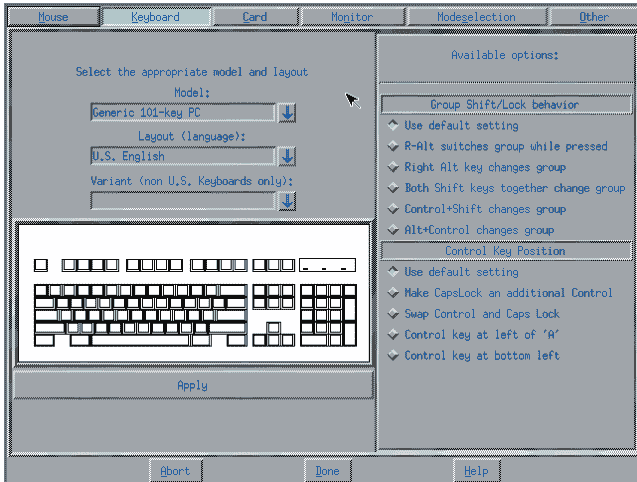 Mouse Keyboard Card Monitor Modeselection Other
Select the appropriate model and layout
Model:
Generic 101-key PC
Layout (language):
U.S. English
Variant (non U.S. Keyboards only):
Apply
Available options:
Group Shift/Lock behavior
Use default setting
R-Alt switches group while pressed
Right Alt key changes group
Both Shift keys together change group
Control+Shift changes group
Alt+Control changes group
Control Key Position
Use default setting
Make CapsLock an additional Control
Swap Control and Caps Lock
Control key at left of 'A'
Control key at bottom left
Abort Done Help